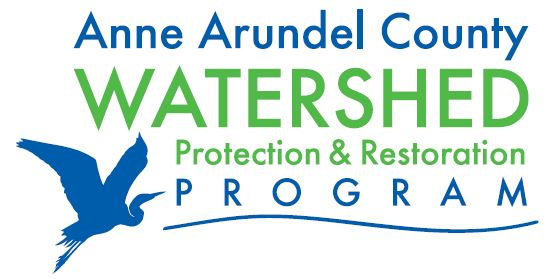 Anne Arundel County
WATERSHED
Protection & Restoration
PROGRAM